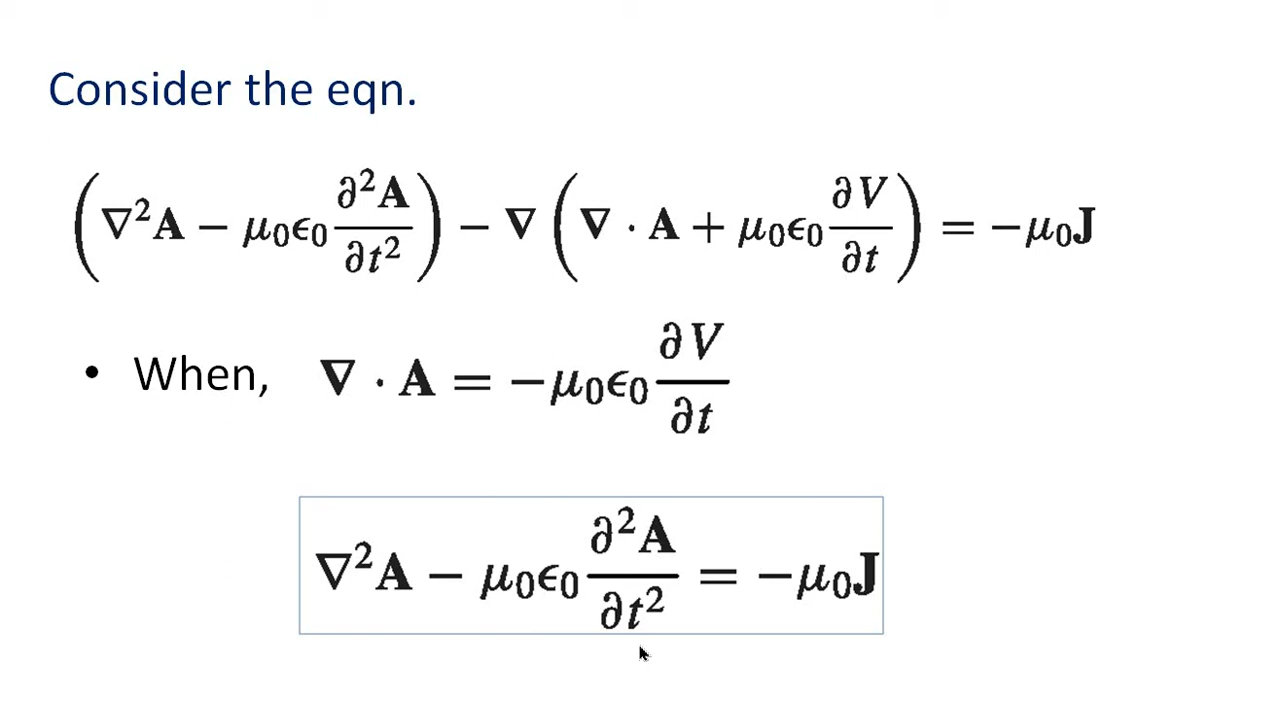 Consider the eqn.
(∇²𝐀 − μ₀ϵ₀ ∂²𝐀/∂t²) − ∇(∇ · 𝐀 + μ₀ϵ₀ ∂V/∂t) = −μ₀𝐉
• When, ∇ · 𝐀 = −μ₀ϵ₀ ∂V/∂t
∇²𝐀 − μ₀ϵ₀ ∂²𝐀/∂t² = −μ₀𝐉